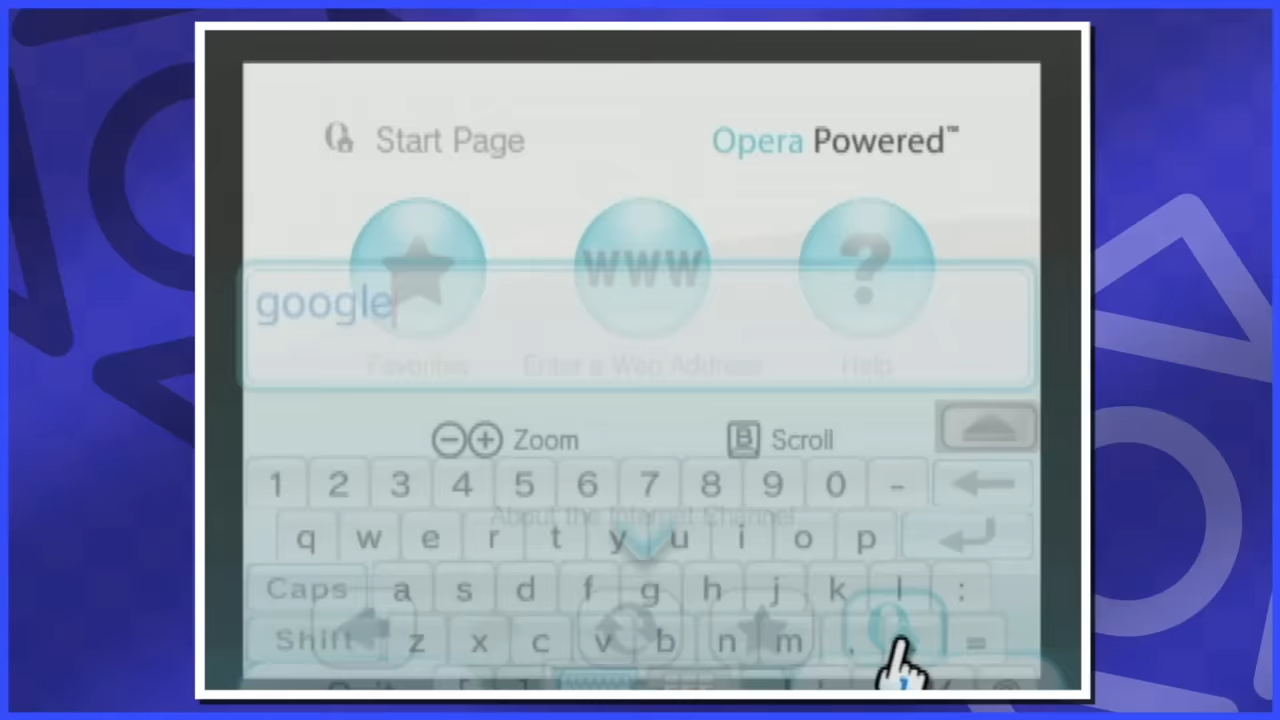 Start Page
Opera Powered™
WWW
?
google
Favorites Enter a Web Address Help
Zoom
B Scroll
1 2 3 4 5 6 7 8 9 0 -
About the Internet Channel
q w e r t y u i o p
Caps a s d f g h j k l :
Shift z x c v b n m , =